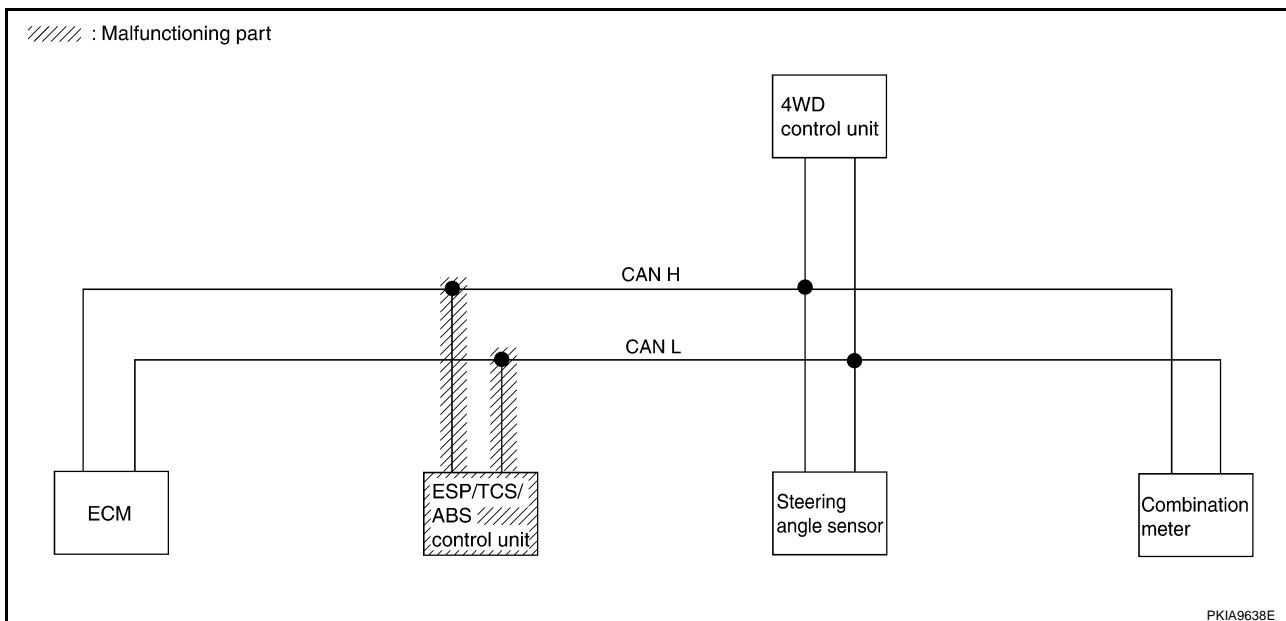 : Malfunctioning part
4WD
control unit
CAN H
CAN L
ECM
ESP/TCS/
ABS
control unit
Steering
angle sensor
Combination
meter
PKIA9638E